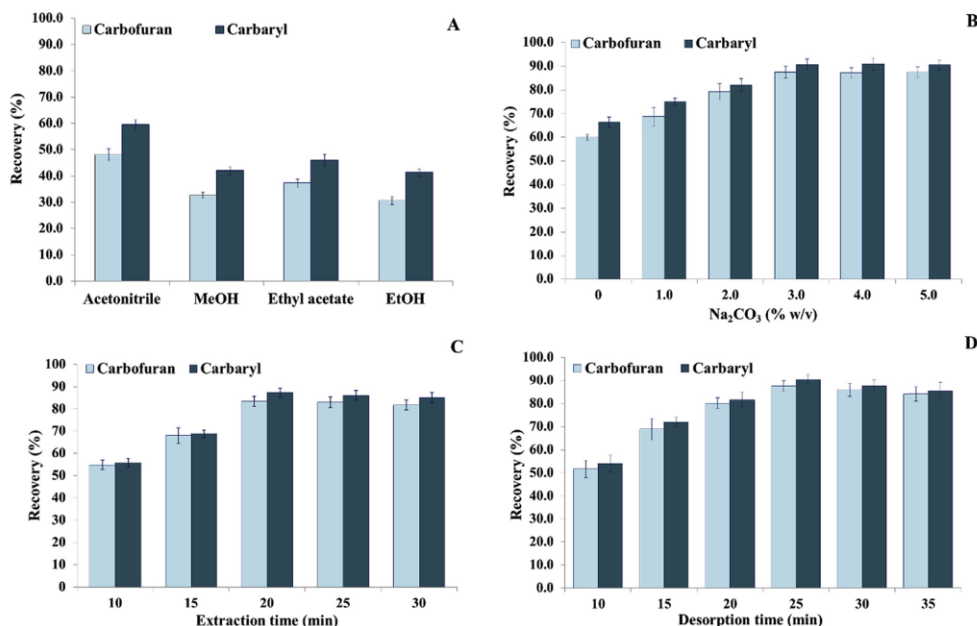 A
Carbofuran Carbaryl
Recovery (%)
100.0
90.0
80.0
70.0
60.0
50.0
40.0
30.0
20.0
10.0
0.0
Acetonitrile MeOH Ethyl acetate EtOH
B
Carbofuran Carbaryl
Recovery (%)
100.0
90.0
80.0
70.0
60.0
50.0
40.0
30.0
20.0
10.0
0.0
0 1.0 2.0 3.0 4.0 5.0
Na₂CO₃ (% w/v)
C
Carbofuran Carbaryl
Recovery (%)
100
90
80
70
60
50
40
30
20
10
0
10 15 20 25 30
Extraction time (min)
D
Carbofuran Carbaryl
Recovery (%)
100.0
90.0
80.0
70.0
60.0
50.0
40.0
30.0
20.0
10.0
0.0
10 15 20 25 30 35
Desorption time (min)